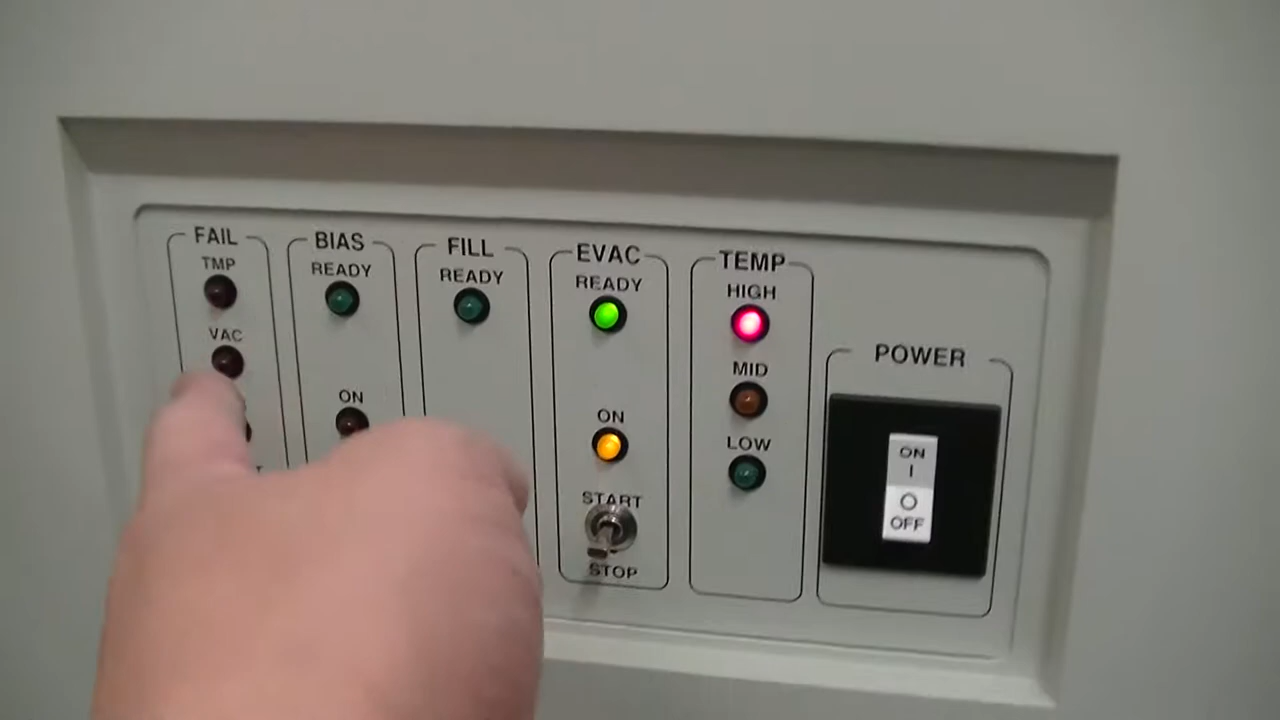 FAIL
TMP
VAC
BIAS
READY
ON
FILL
READY
EVAC
READY
ON
START
STOP
TEMP
HIGH
MID
LOW
POWER
ON
I
O
OFF